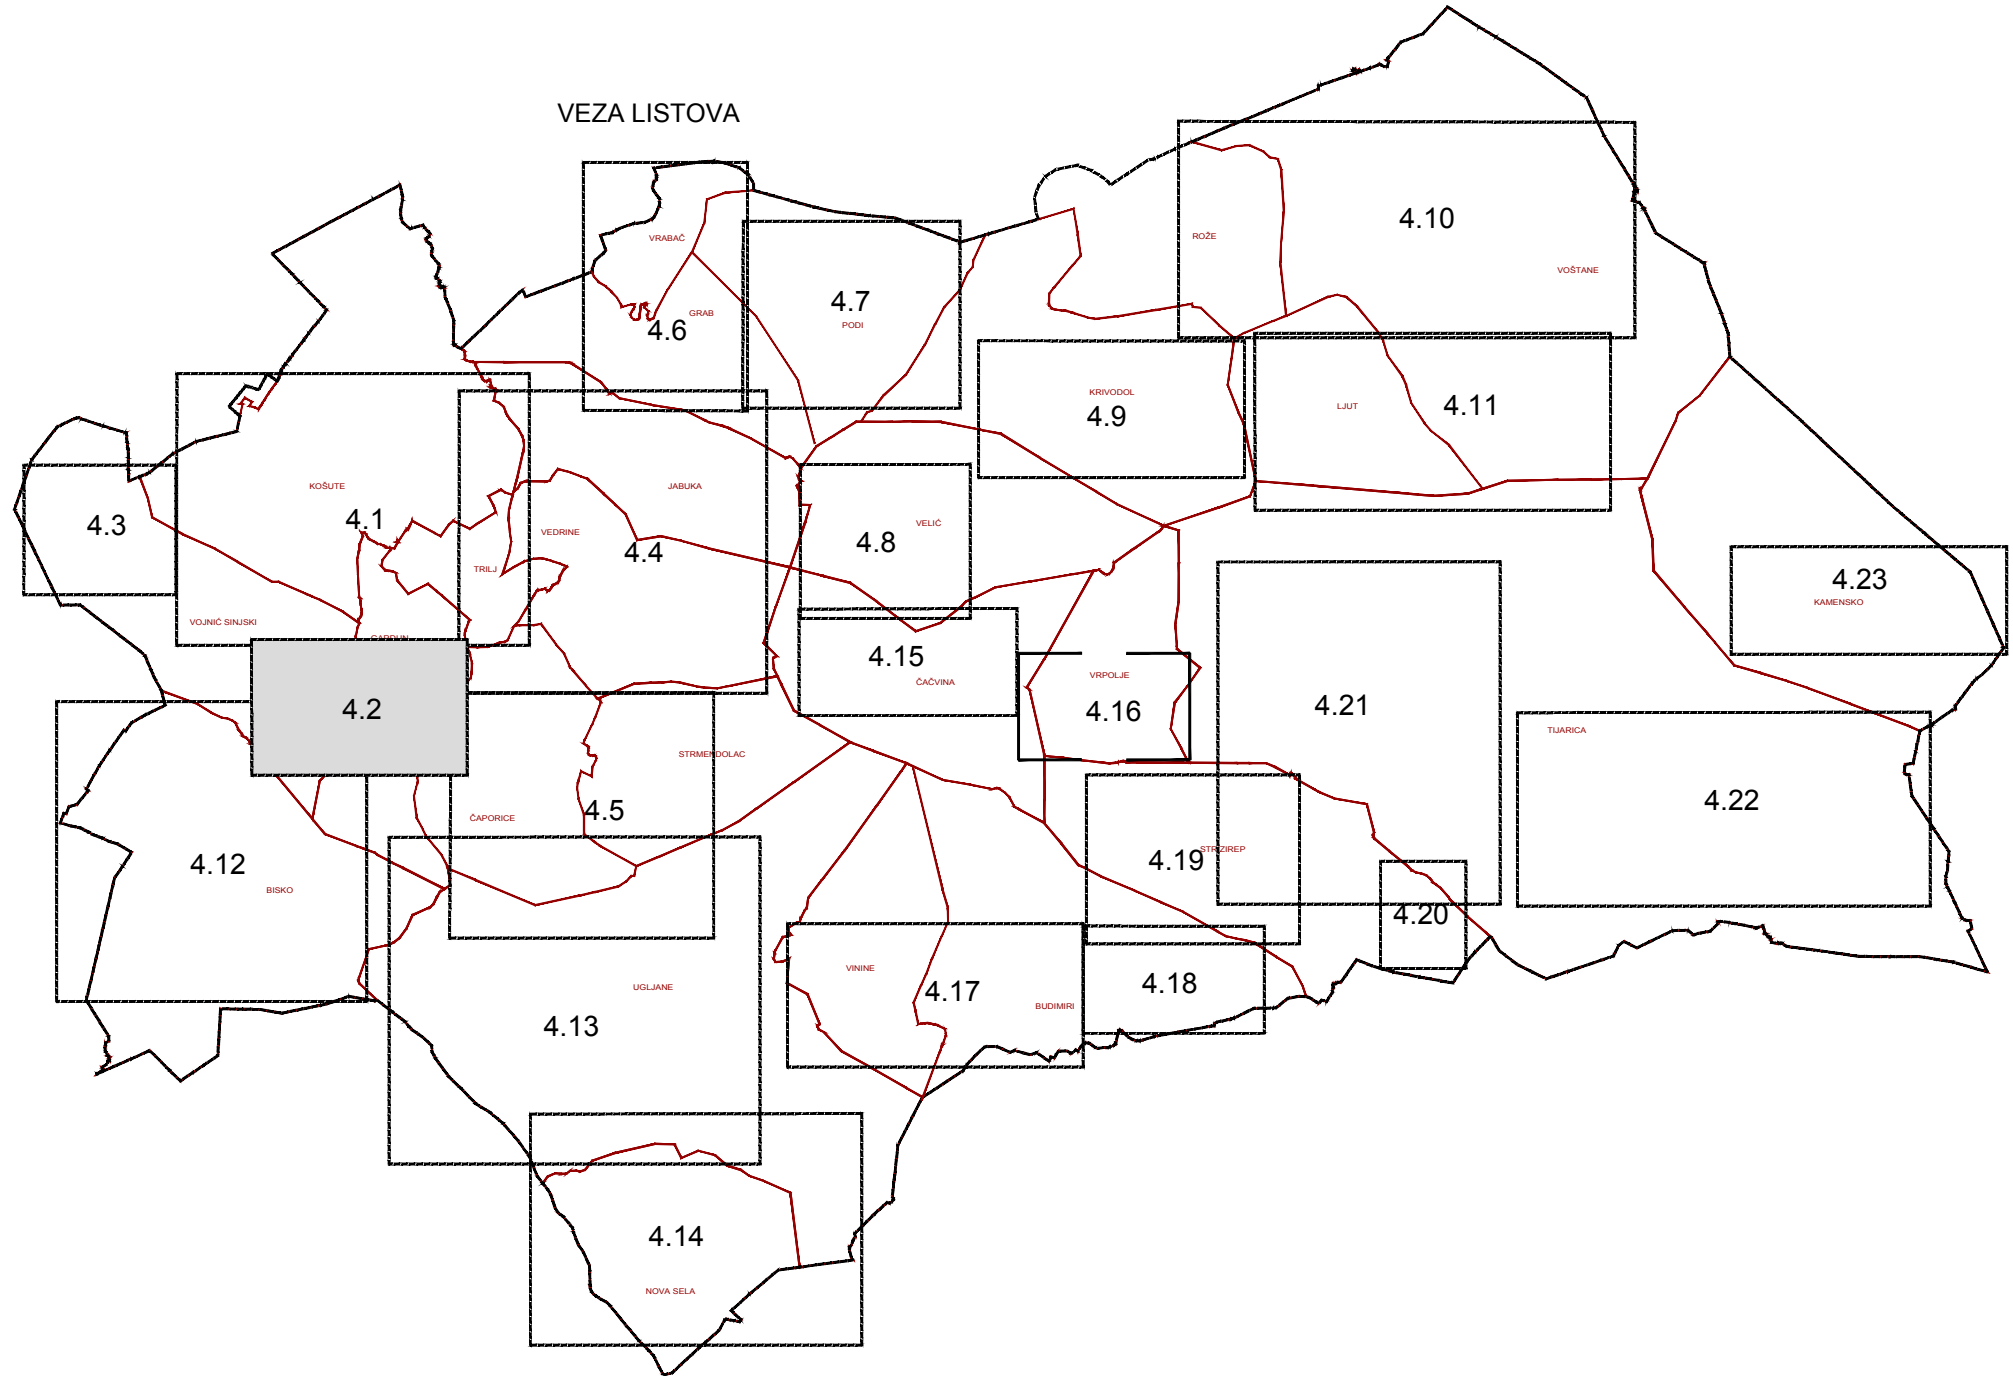 VEZA LISTOVA
4.10
ROŽE
VRABAČ
VOŠTANE
4.7
GRAB
PODI
4.6
KRIVODOL
4.9
LJUT
4.11
KOŠUTE
JABUKA
4.3
4.1
VELIĆ
VEDRINE
4.8
4.4
TRILJ
4.23
KAMENSKO
VOJNIĆ SINJSKI
GARDUN
4.15
ČAČVINA
VRPOLJE
4.2
4.16
4.21
TIJARICA
STRMENDOLAC
4.22
4.5
ČAPORICE
STRIZIREP
4.19
4.12
BISKO
4.20
VININE
UGLJANE
4.17
4.18
BUDIMIRI
4.13
4.14
NOVA SELA